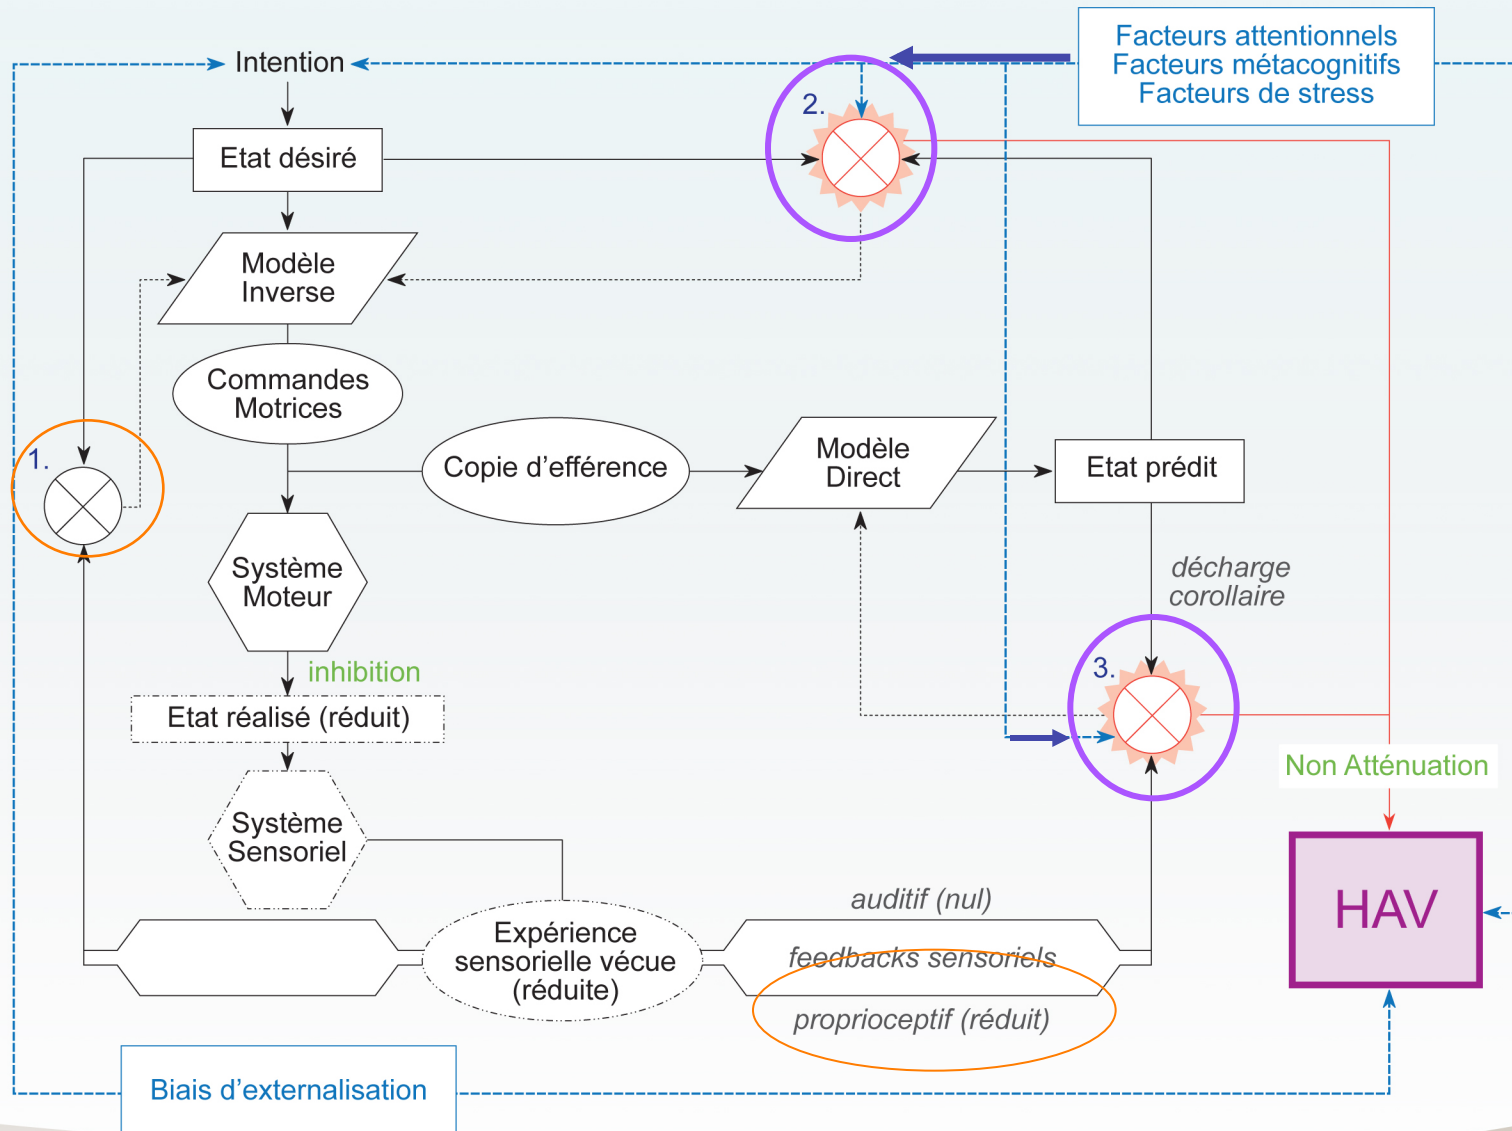 Facteurs attentionnels
Facteurs métacognitifs
Facteurs de stress
Intention
2.
Etat désiré
Modèle
Inverse
Commandes
Motrices
1.
Copie d'efférence
Modèle
Direct
Etat prédit
Système
Moteur
décharge
corollaire
inhibition
3.
Etat réalisé (réduit)
Non Atténuation
Système
Sensoriel
auditif (nul)
HAV
Expérience
sensorielle vécue
(réduite)
feedbacks sensoriels
proprioceptif (réduit)
Biais d'externalisation